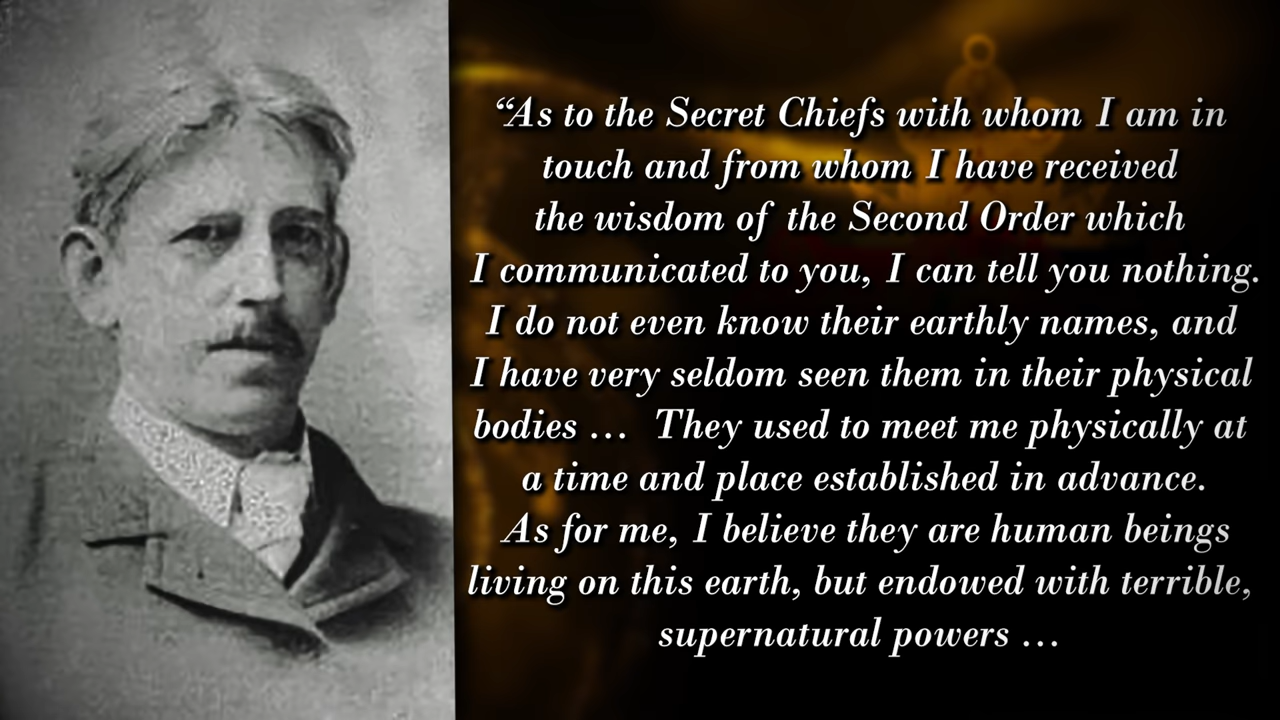 “As to the Secret Chiefs with whom I am in
touch and from whom I have received
the wisdom of the Second Order which
I communicated to you, I can tell you nothing.
I do not even know their earthly names, and
I have very seldom seen them in their physical
bodies … They used to meet me physically at
a time and place established in advance.
As for me, I believe they are human beings
living on this earth, but endowed with terrible,
supernatural powers …